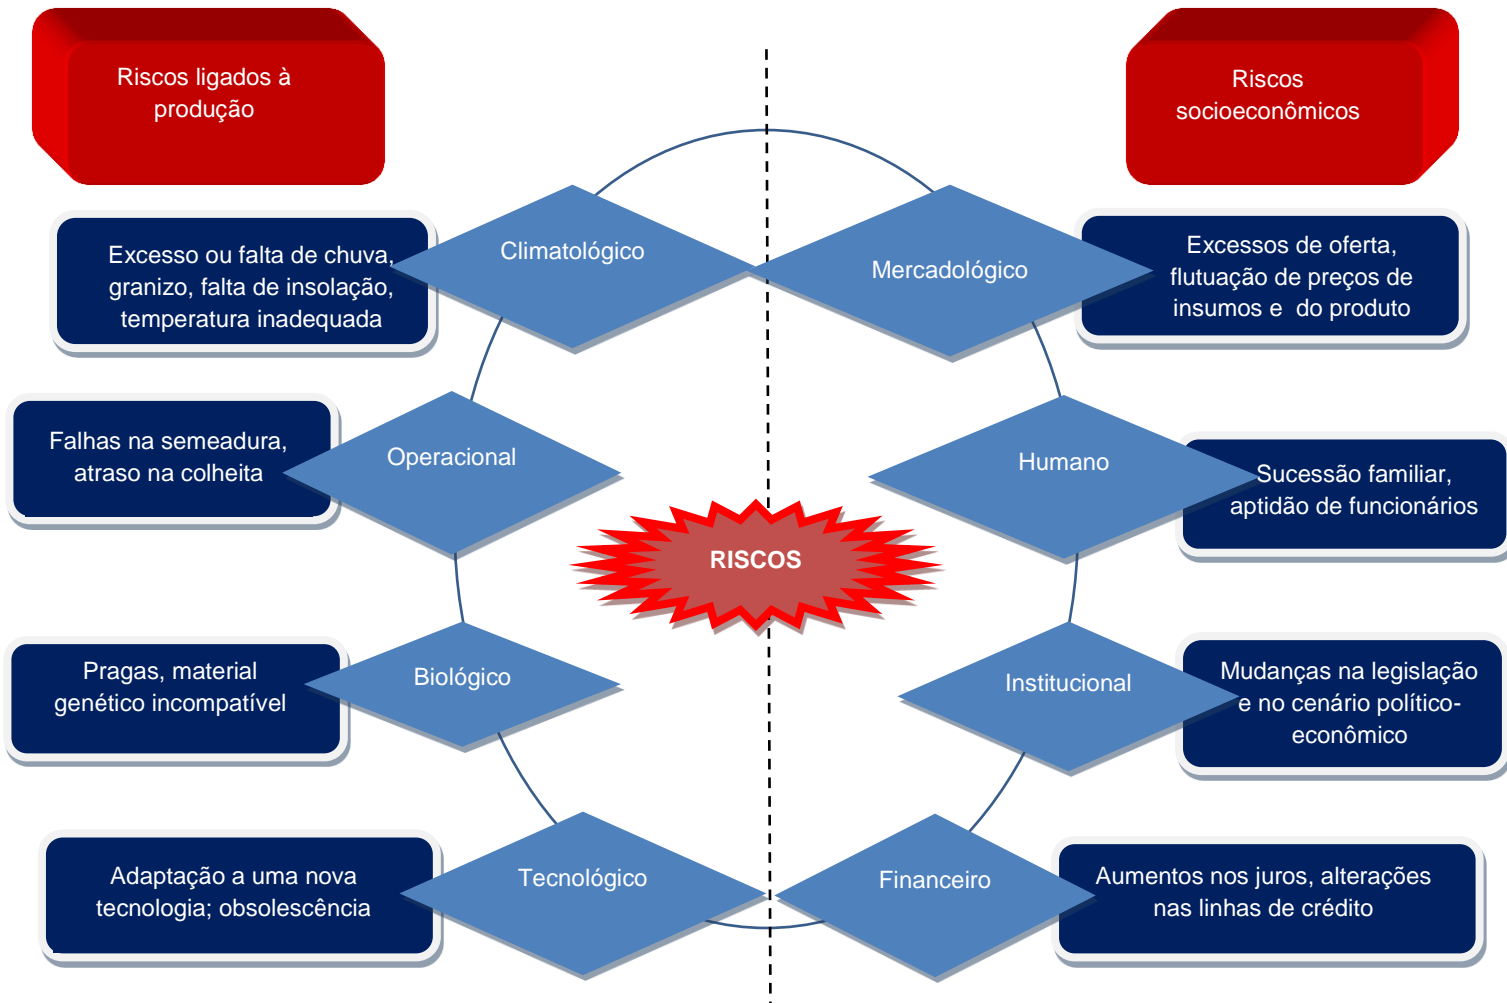 Riscos ligados à
produção
Riscos
socioeconômicos
Climatológico
Excesso ou falta de chuva,
granizo, falta de insolação,
temperatura inadequada
Mercadológico
Excessos de oferta,
flutuação de preços de
insumos e do produto
Operacional
Falhas na semeadura,
atraso na colheita
Humano
Sucessão familiar,
aptidão de funcionários
RISCOS
Biológico
Pragas, material
genético incompatível
Institucional
Mudanças na legislação
e no cenário político-
econômico
Tecnológico
Adaptação a uma nova
tecnologia; obsolescência
Financeiro
Aumentos nos juros, alterações
nas linhas de crédito